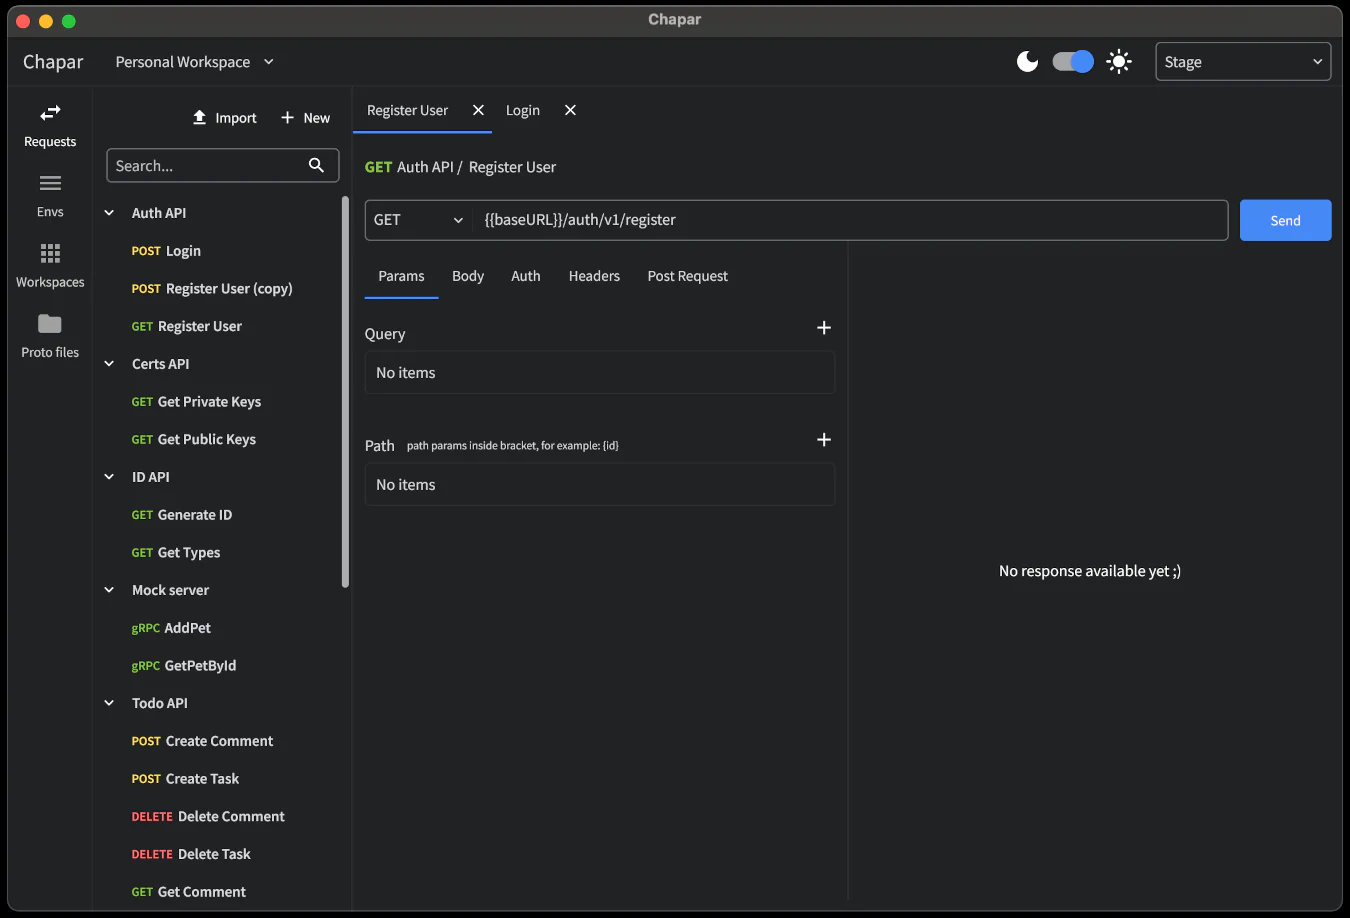 Chapar
Chapar
Personal Workspace
Stage
Requests
Envs
Workspaces
Proto files
Import
New
Search...
Auth API
POST Login
POST Register User (copy)
GET Register User
Certs API
GET Get Private Keys
GET Get Public Keys
ID API
GET Generate ID
GET Get Types
Mock server
gRPC AddPet
gRPC GetPetById
Todo API
POST Create Comment
POST Create Task
DELETE Delete Comment
DELETE Delete Task
GET Get Comment
Register User
Login
GET Auth API / Register User
GET
{{baseURL}}/auth/v1/register
Send
Params
Body
Auth
Headers
Post Request
Query
No items
Path path params inside bracket, for example: {id}
No items
No response available yet ;)